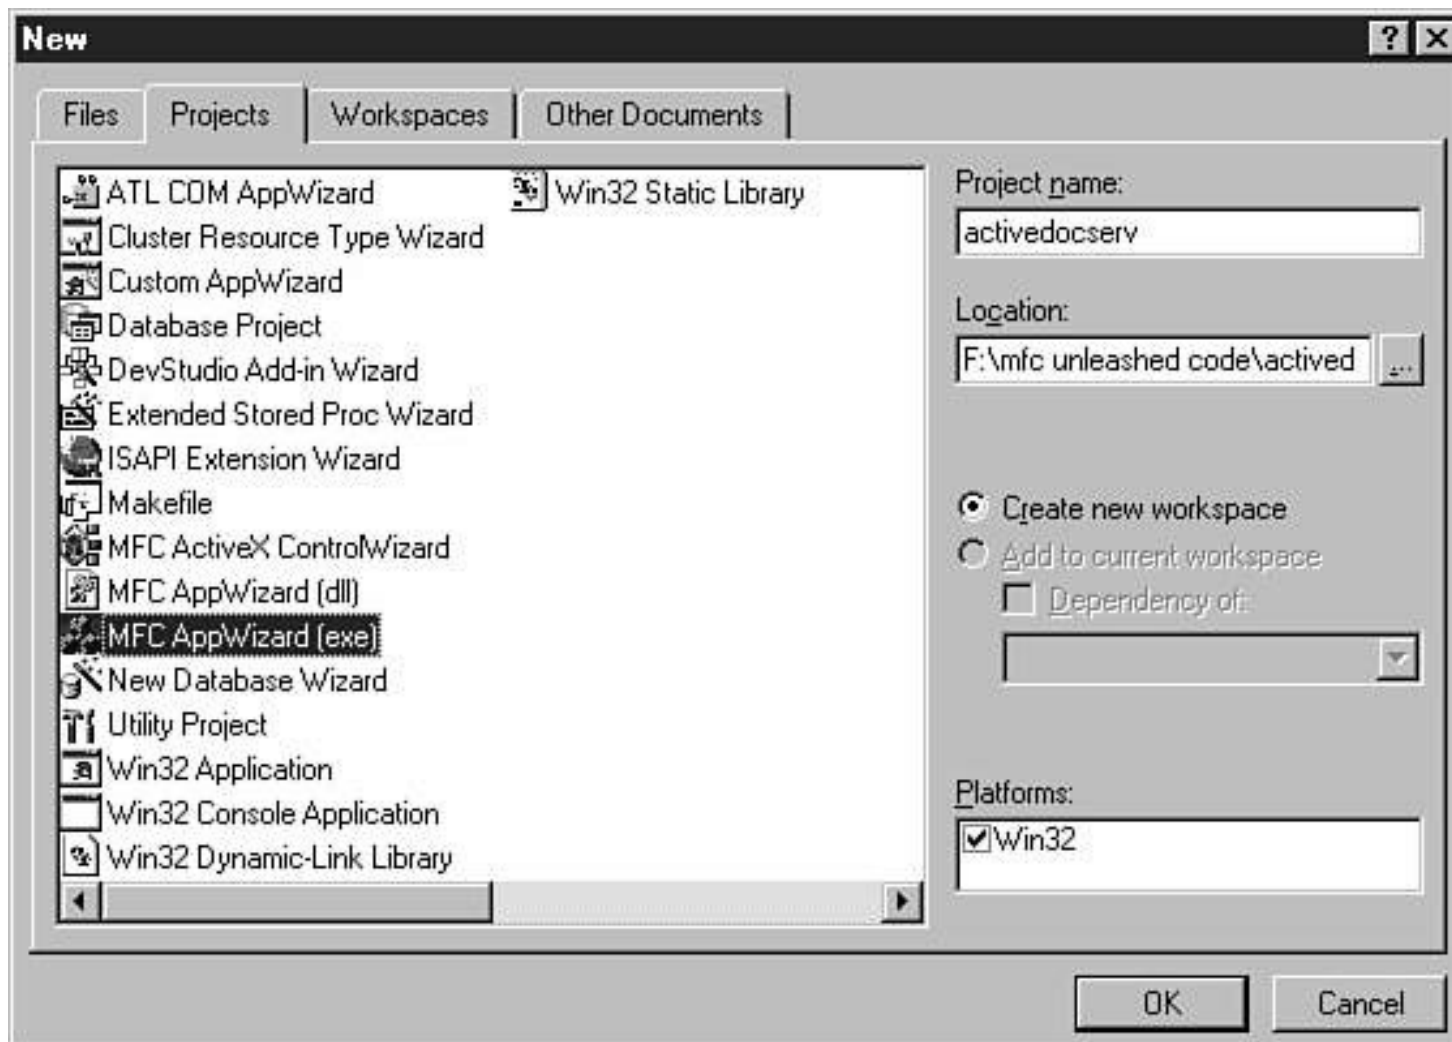 New
Files Projects Workspaces Other Documents
ATL COM AppWizard
Cluster Resource Type Wizard
Custom AppWizard
Database Project
DevStudio Add-in Wizard
Extended Stored Proc Wizard
ISAPI Extension Wizard
Makefile
MFC ActiveX ControlWizard
MFC AppWizard (dll)
MFC AppWizard (exe)
New Database Wizard
Utility Project
Win32 Application
Win32 Console Application
Win32 Dynamic-Link Library
Win32 Static Library
Project name:
activedocserv
Location:
F:\mfc unleashed code\actived
...
Create new workspace
Add to current workspace
Dependency of:
Platforms:
Win32
OK Cancel